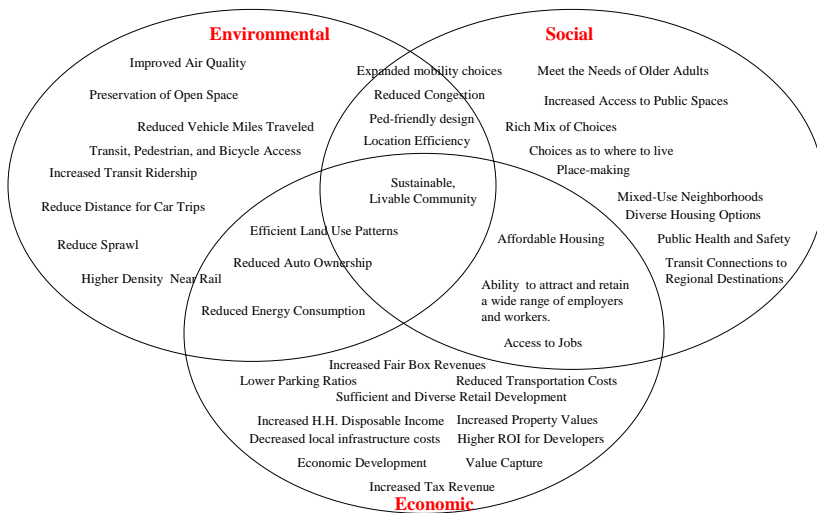 Environmental
Social
Improved Air Quality
Preservation of Open Space
Reduced Vehicle Miles Traveled
Transit, Pedestrian, and Bicycle Access
Increased Transit Ridership
Reduce Distance for Car Trips
Reduce Sprawl
Higher Density Near Rail
Expanded mobility choices
Reduced Congestion
Ped-friendly design
Location Efficiency
Meet the Needs of Older Adults
Increased Access to Public Spaces
Rich Mix of Choices
Choices as to where to live
Place-making
Mixed-Use Neighborhoods
Diverse Housing Options
Public Health and Safety
Transit Connections to
Regional Destinations
Sustainable,
Livable Community
Efficient Land Use Patterns
Reduced Auto Ownership
Reduced Energy Consumption
Affordable Housing
Ability to attract and retain
a wide range of employers
and workers.
Access to Jobs
Increased Fair Box Revenues
Lower Parking Ratios
Reduced Transportation Costs
Sufficient and Diverse Retail Development
Increased H.H. Disposable Income
Increased Property Values
Decreased local infrastructure costs
Higher ROI for Developers
Economic Development
Value Capture
Increased Tax Revenue
Economic